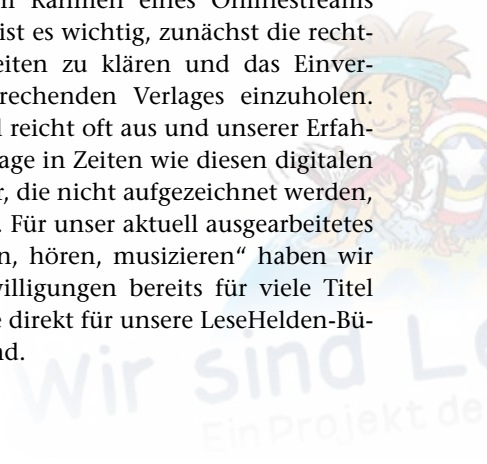 im Rahmen eines Onlinestreams
ist es wichtig, zunächst die recht-
eiten zu klären und das Einver-
rechenden Verlages einzuholen.
l reicht oft aus und unserer Erfah-
age in Zeiten wie diesen digitalen
r, die nicht aufgezeichnet werden,
. Für unser aktuell ausgearbeitetes
n, hören, musizieren“ haben wir
villigungen bereits für viele Titel
e direkt für unsere LeseHelden-Bü-
nd.
Wir sind Le
Ein Projekt de